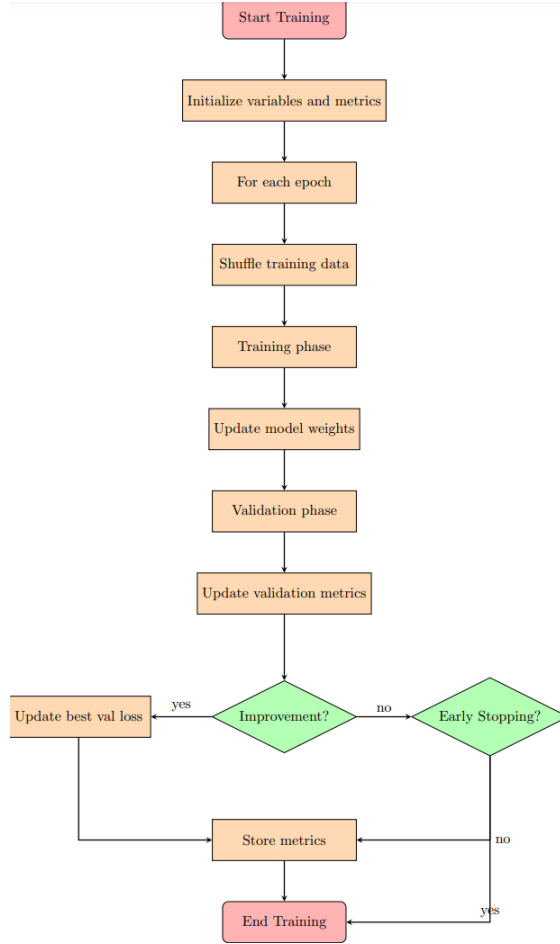 Start Training
Initialize variables and metrics
For each epoch
Shuffle training data
Training phase
Update model weights
Validation phase
Update validation metrics
Update best val loss
yes
Improvement?
no
Early Stopping?
Store metrics
no
yes
End Training